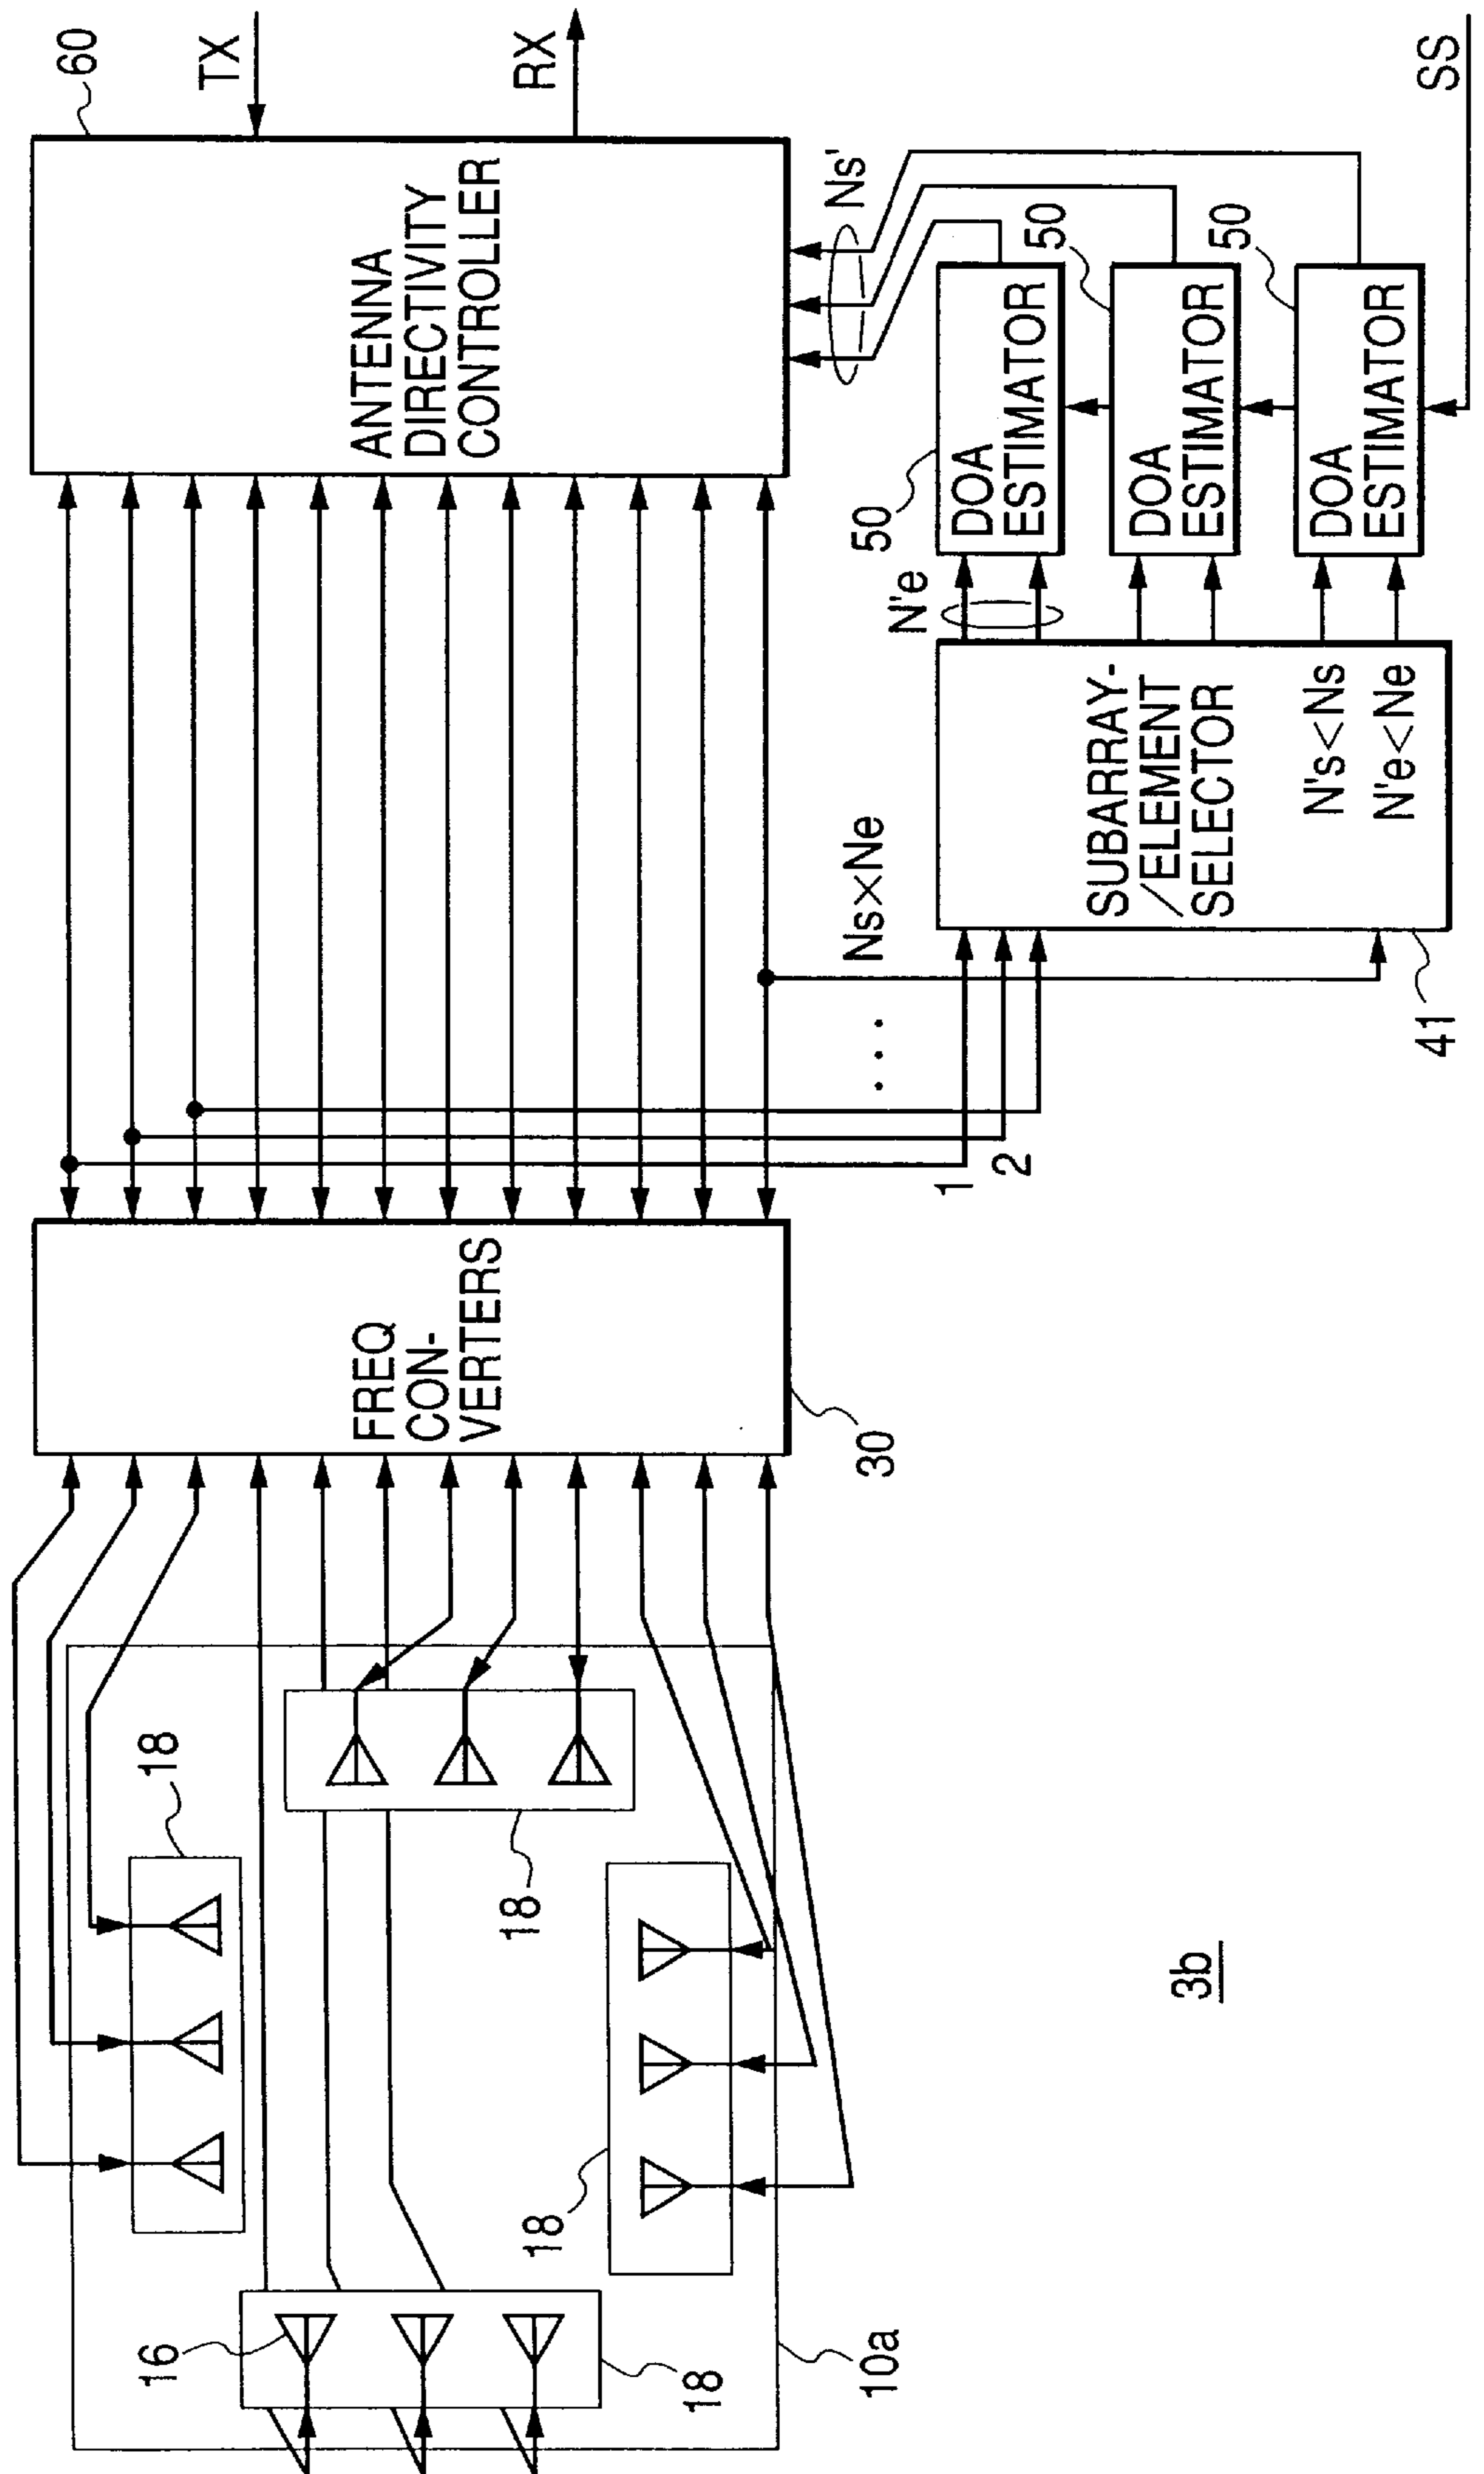 60
TX
RX
ANTENNA
DIRECTIVITY
CONTROLLER
Ns'
SS
50
DOA
ESTIMATOR
50
DOA
ESTIMATOR
50
DOA
ESTIMATOR
N'e
SUBARRAY-
/ELEMENT
/SELECTOR
N's<Ns
N'e<Ne
41
Ns×Ne
. . .
1
2
FREQ
CON-
VERTERS
30
18
18
18
16
18
10a
3b